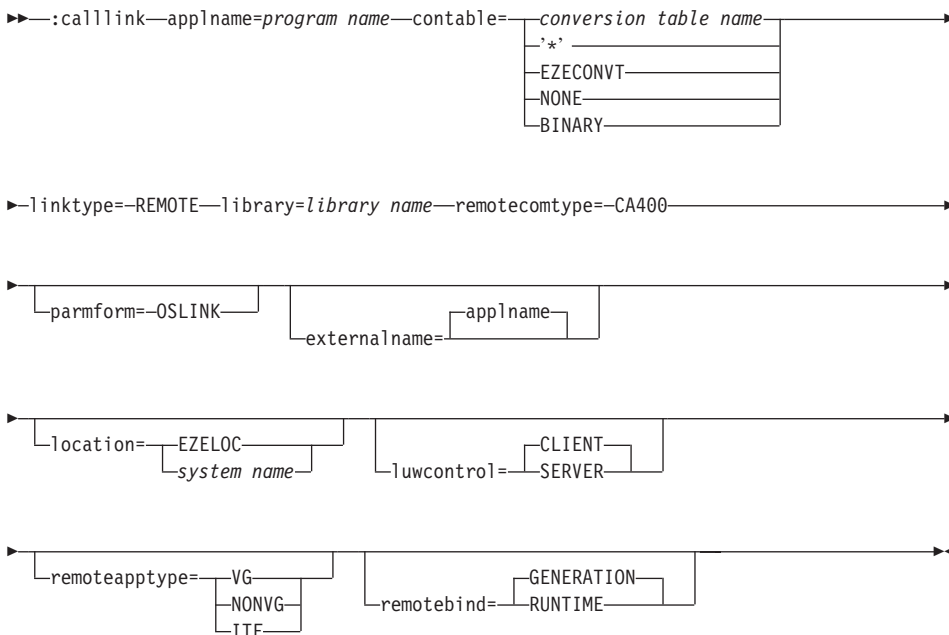 :calllink applname=program name contable= conversion table name
'*'
EZECONVT
NONE
BINARY
linktype= REMOTE library=library name remotecomtype= CA400
parmform= OSLINK
applname
externalname=
location= EZELOC
system name
CLIENT
luwcontrol= SERVER
remoteapptype= VG
NONVG
ITF
GENERATION
remotebind= RUNTIME